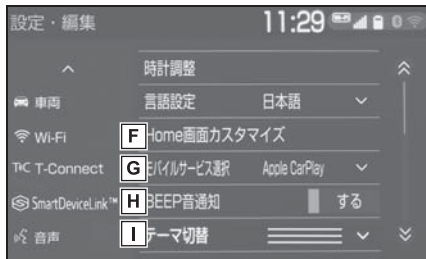 設定・編集 11:29 0
時計調整
車両 言語設定 日本語
Wi-Fi F Home画面カスタマイズ
T-Connect G モバイルサービス選択 Apple CarPlay
SmartDeviceLink™ H BEEP音通知 する
音声 I テーマ切替